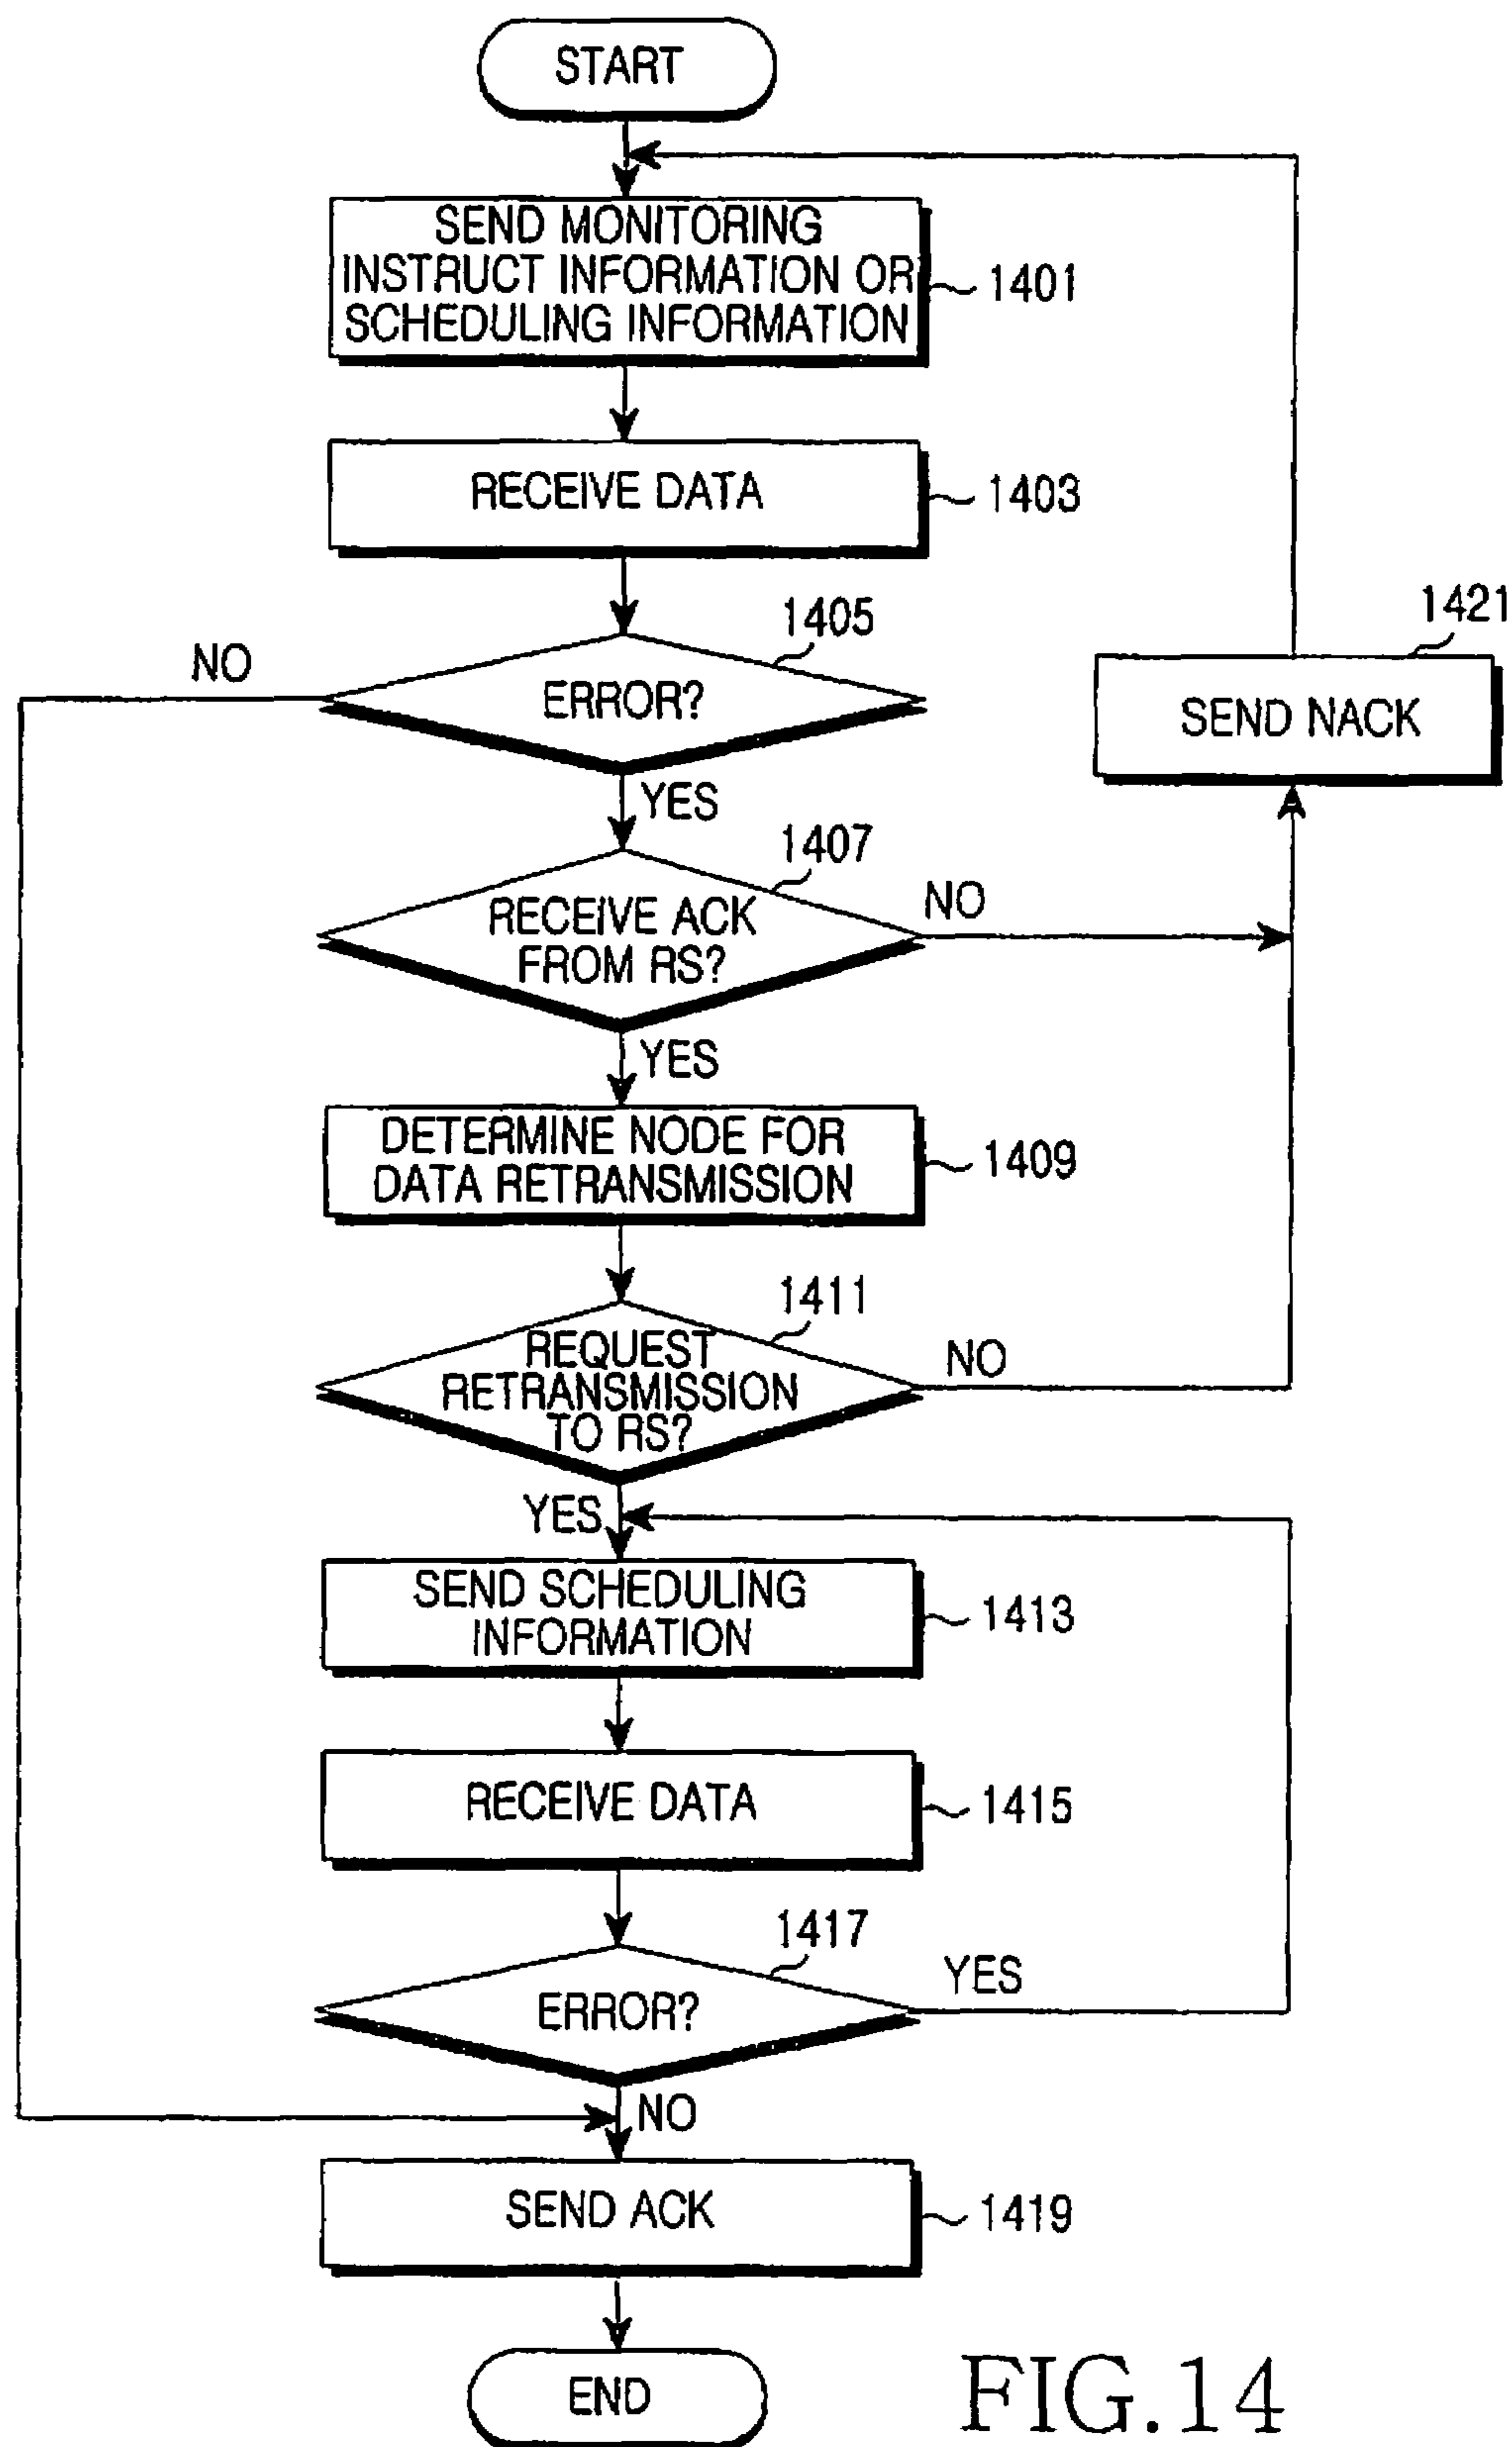 START
SEND MONITORING
INSTRUCT INFORMATION OR
SCHEDULING INFORMATION
1401
RECEIVE DATA
1403
1405
NO
ERROR?
YES
1421
SEND NACK
1407
RECEIVE ACK
FROM RS?
NO
YES
DETERMINE NODE FOR
DATA RETRANSMISSION
1409
1411
REQUEST
RETRANSMISSION
TO RS?
NO
YES
SEND SCHEDULING
INFORMATION
1413
RECEIVE DATA
1415
1417
ERROR?
YES
NO
SEND ACK
1419
END
FIG.14